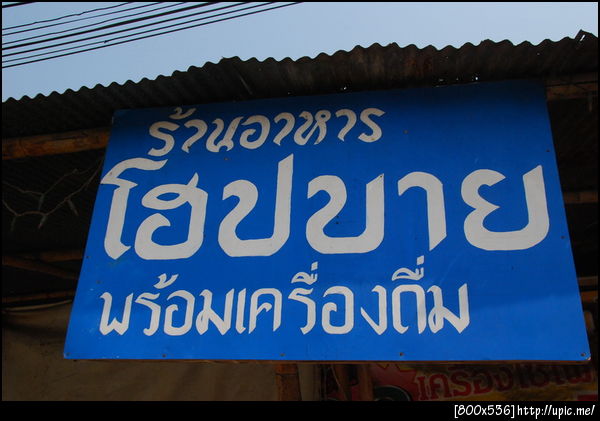 ร้านอาหาร
โฮปบาย
พร้อมเครื่องดื่ม
[800x536]http://upic.me/